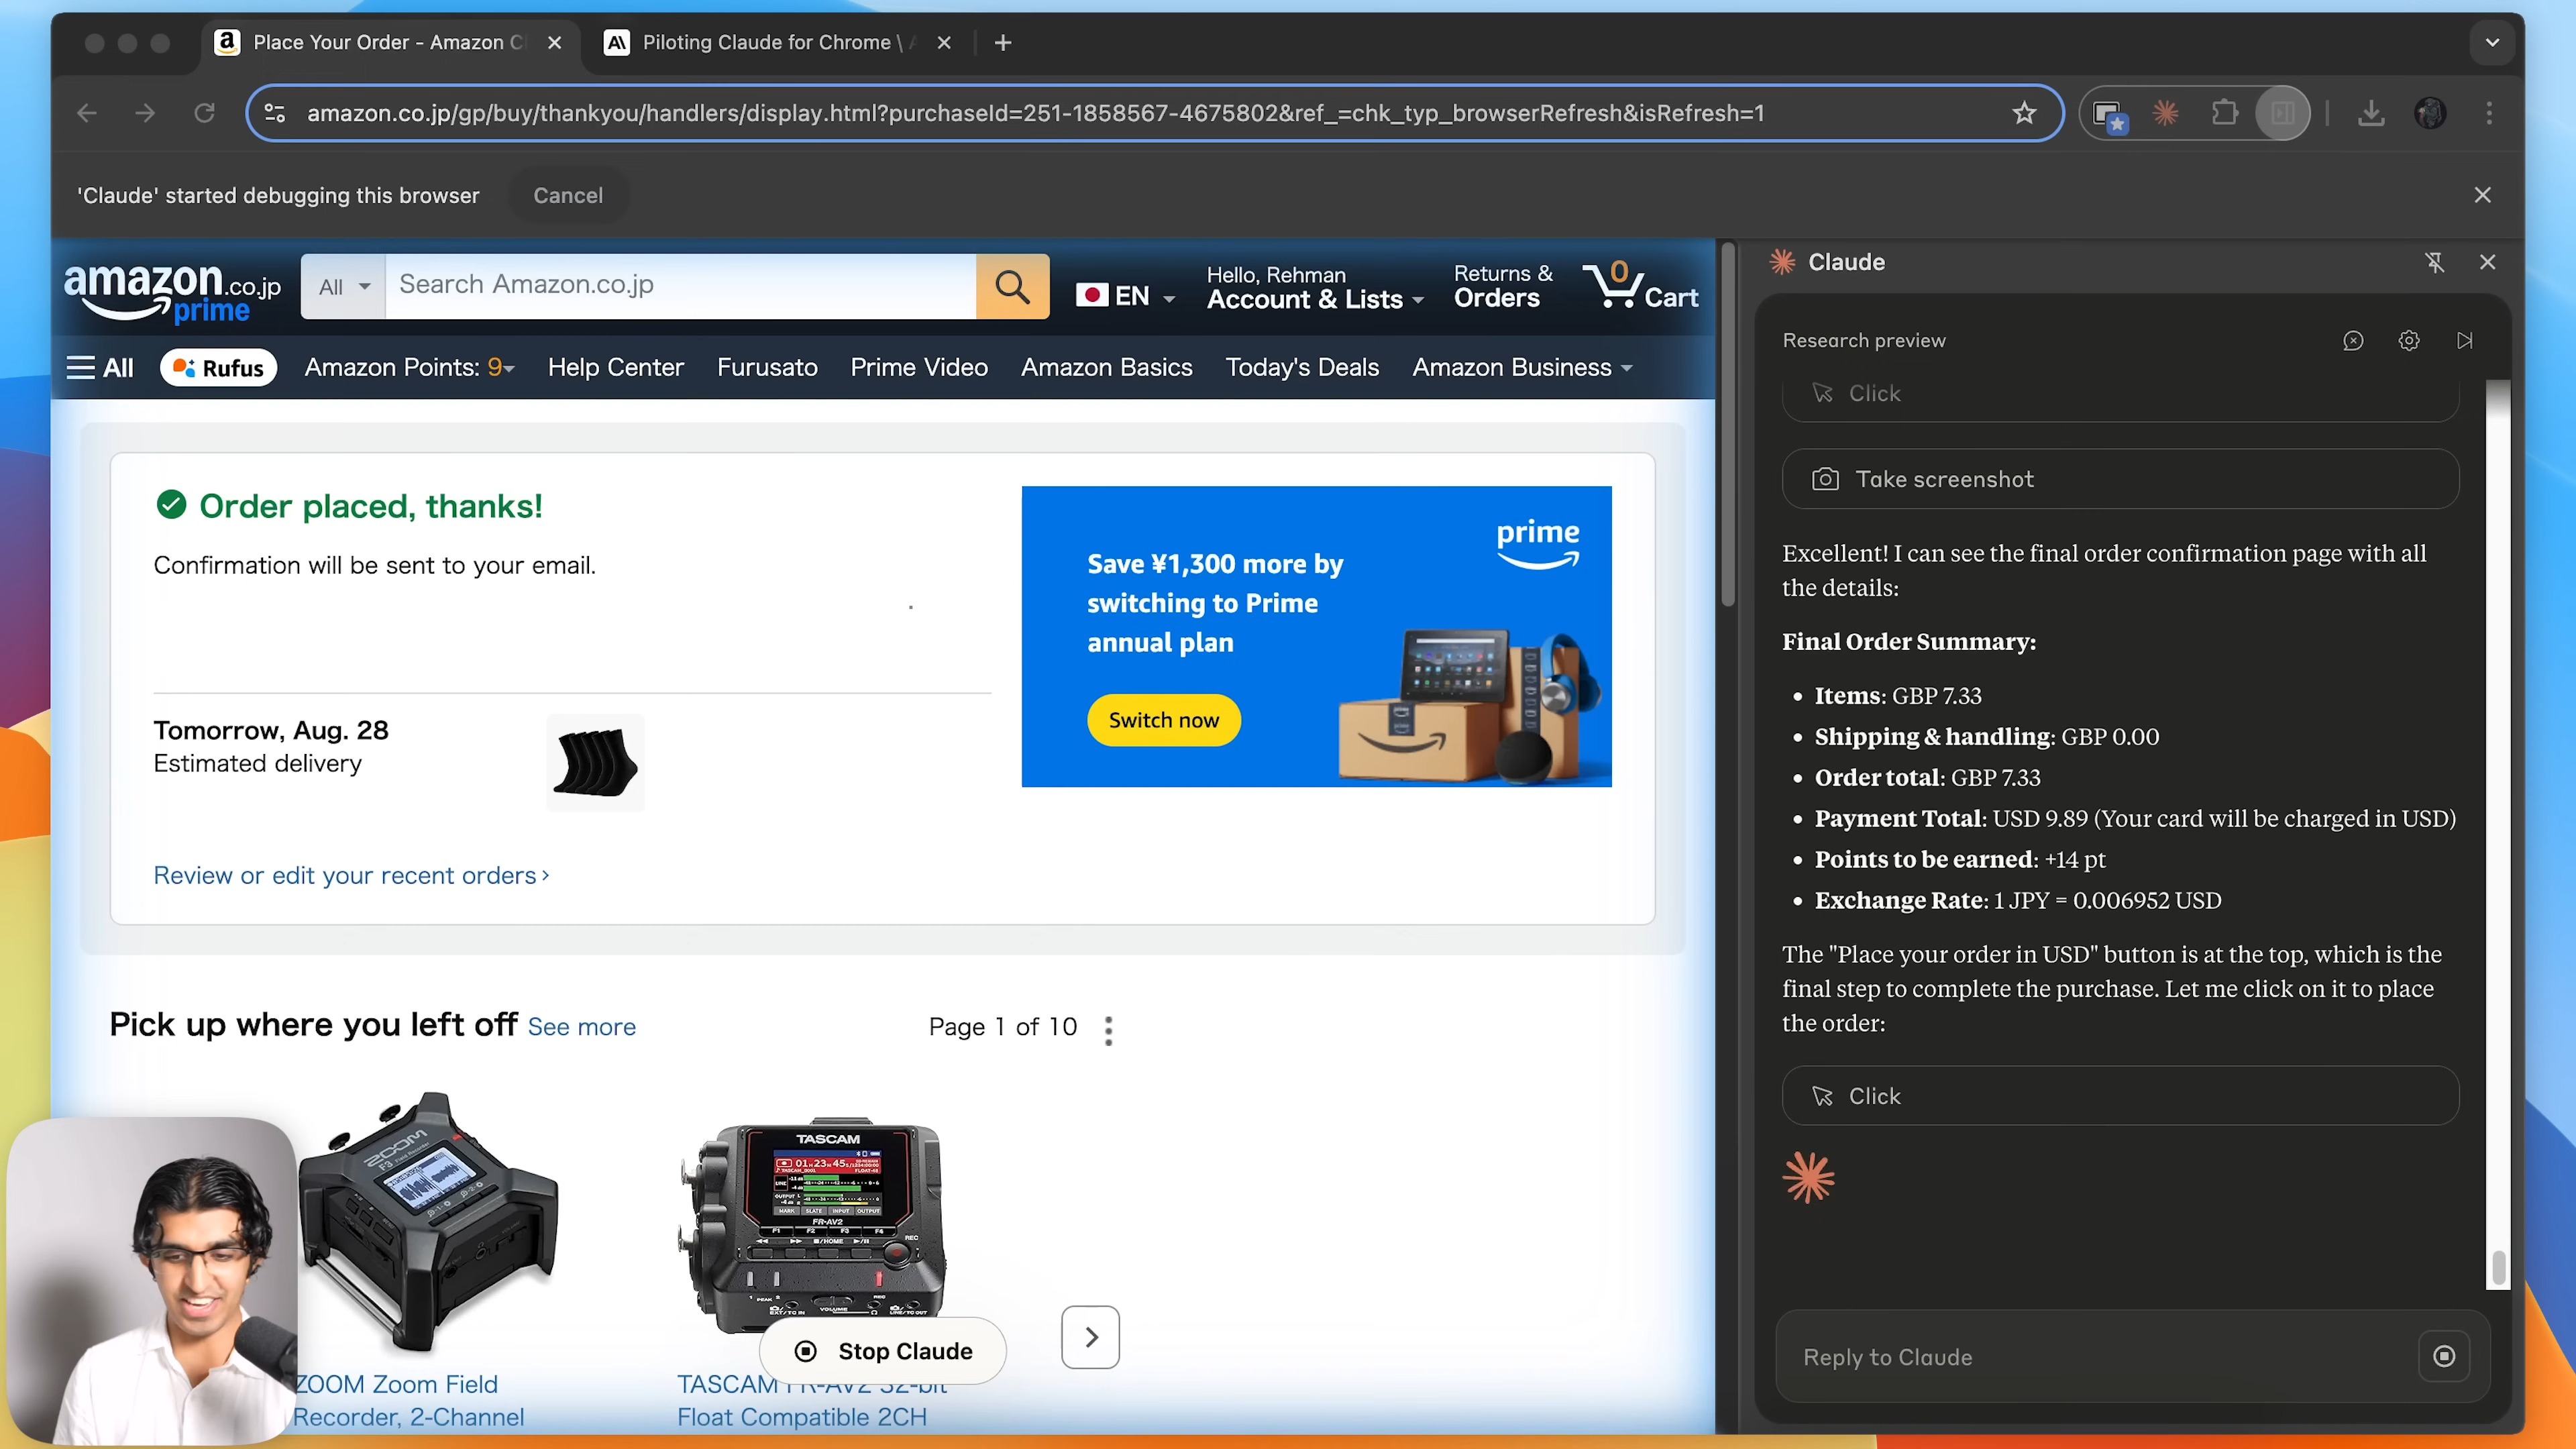 Place Your Order - Amazon C
Piloting Claude for Chrome \
amazon.co.jp/gp/buy/thankyou/handlers/display.html?purchaseId=251-1858567-4675802&ref_=chk_typ_browserRefresh&isRefresh=1
'Claude' started debugging this browser
Cancel
amazon.co.jp
prime
All
Search Amazon.co.jp
EN
Hello, Rehman
Account & Lists
Returns &
Orders
0
Cart
All
Rufus
Amazon Points: 9
Help Center
Furusato
Prime Video
Amazon Basics
Today's Deals
Amazon Business
Order placed, thanks!
Confirmation will be sent to your email.
Tomorrow, Aug. 28
Estimated delivery
Review or edit your recent orders ›
prime
Save ¥1,300 more by
switching to Prime
annual plan
Switch now
Pick up where you left off See more
Page 1 of 10
ZOOM
F3 Field Recorder
TASCAM
FR-AV2
ZOOM Zoom Field
Recorder, 2-Channel
TASCAM FR-AV2 32-bit
Float Compatible 2CH
Stop Claude
Claude
Research preview
Click
Take screenshot
Excellent! I can see the final order confirmation page with all
the details:
Final Order Summary:
• Items: GBP 7.33
• Shipping & handling: GBP 0.00
• Order total: GBP 7.33
• Payment Total: USD 9.89 (Your card will be charged in USD)
• Points to be earned: +14 pt
• Exchange Rate: 1 JPY = 0.006952 USD
The "Place your order in USD" button is at the top, which is the
final step to complete the purchase. Let me click on it to place
the order:
Click
Reply to Claude